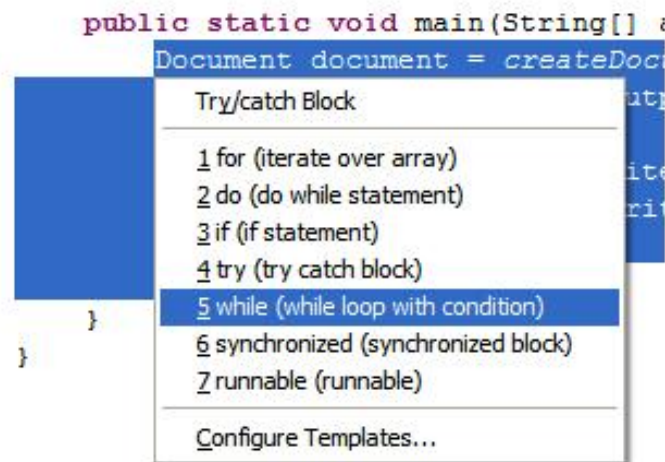 public static void main(String[]
Document document = createDoc
Try/catch Block
1 for (iterate over array)
2 do (do while statement)
3 if (if statement)
4 try (try catch block)
5 while (while loop with condition)
6 synchronized (synchronized block)
7 runnable (runnable)
}
}
Configure Templates...